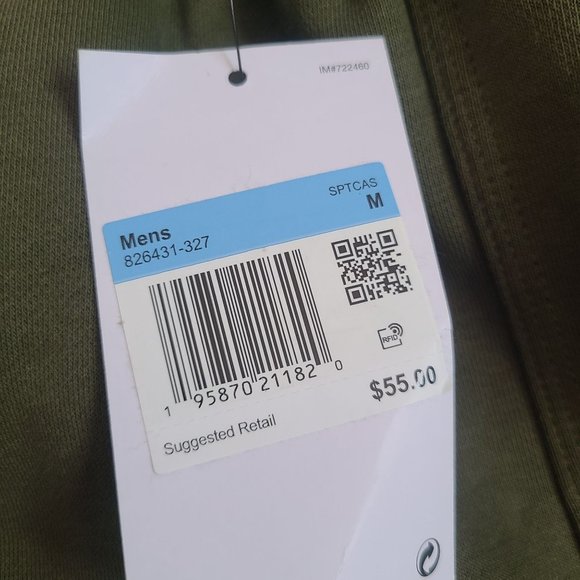 IM#722460
SPTCAS
Mens M
826431-327
RFID
1 95870 21182 0
$55.00
Suggested Retail